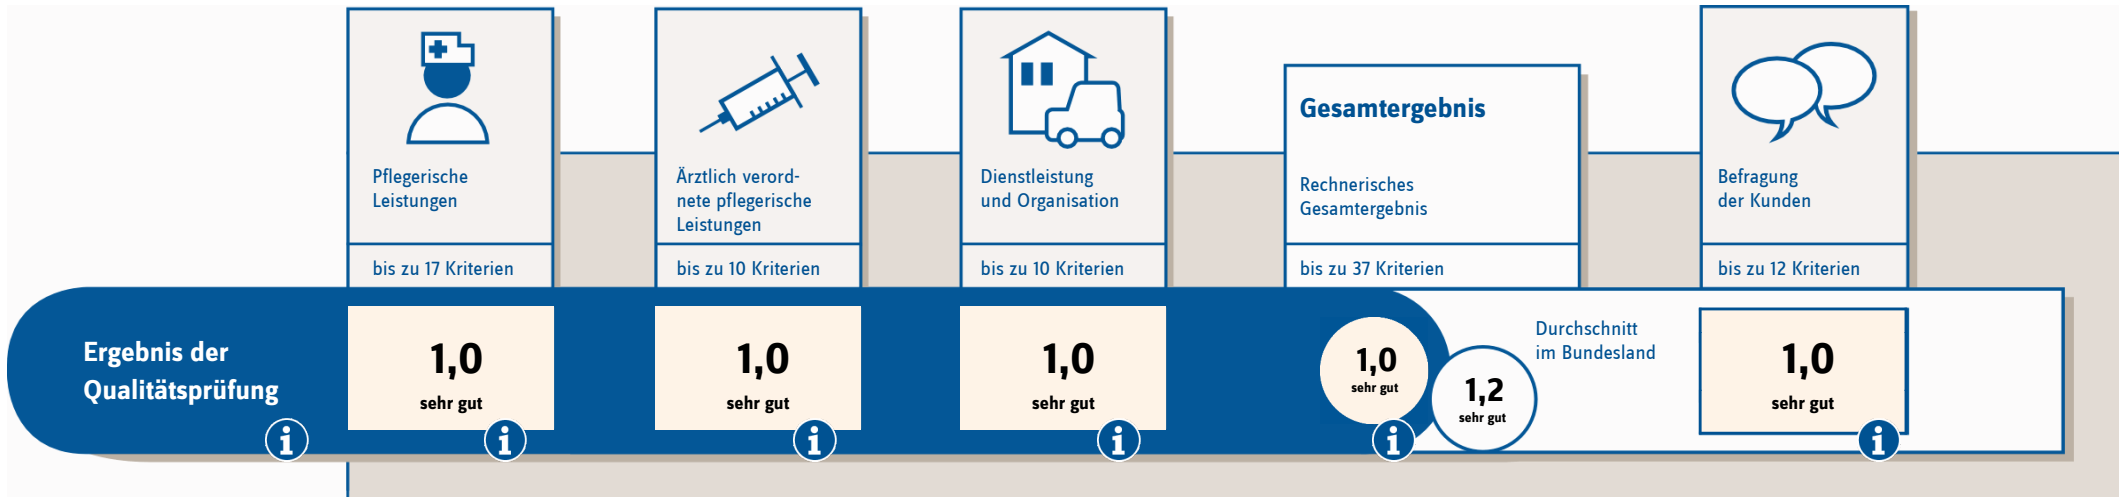 Pflegerische
Leistungen
bis zu 17 Kriterien
Ärztlich verord-
nete pflegerische
Leistungen
bis zu 10 Kriterien
Dienstleistung
und Organisation
bis zu 10 Kriterien
Gesamtergebnis
Rechnerisches
Gesamtergebnis
bis zu 37 Kriterien
Befragung
der Kunden
bis zu 12 Kriterien
Ergebnis der
Qualitätsprüfung
i
1,0
sehr gut
i
1,0
sehr gut
i
1,0
sehr gut
i
1,0
sehr gut
i
1,2
sehr gut
Durchschnitt
im Bundesland
1,0
sehr gut
i